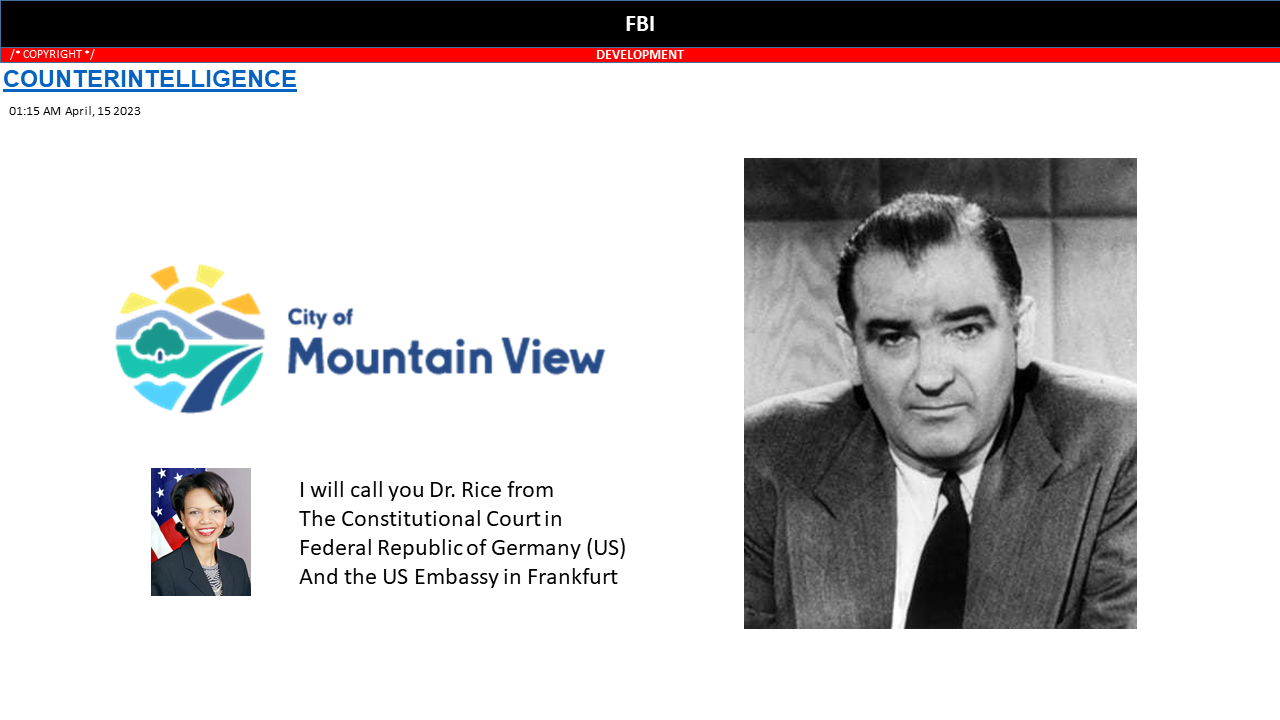 FBI
/* COPYRIGHT */
DEVELOPMENT
COUNTERINTELLIGENCE
01:15 AM April, 15 2023
City of
Mountain View
I will call you Dr. Rice from
The Constitutional Court in
Federal Republic of Germany (US)
And the US Embassy in Frankfurt